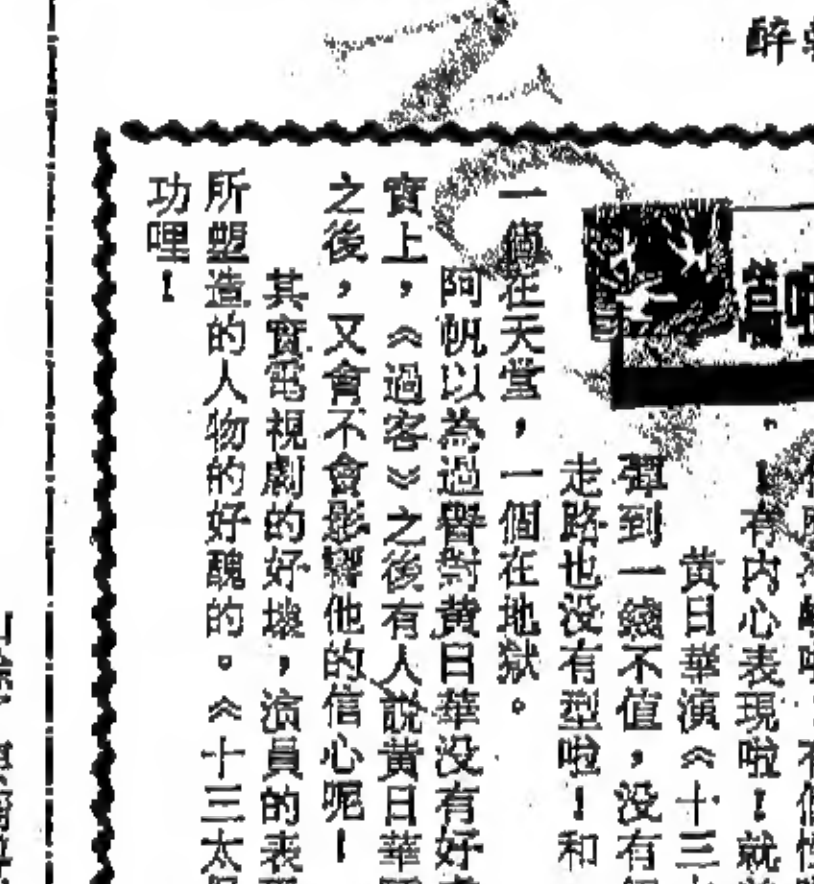 醉
有內心表現啦！就
黃日華演《十三
彈到一錢不值，没有
走路也没有型啦！和
一個在天堂，一個在地獄。
阿帆以為過譽對黃日華没有好
實上，《過客》之後有人說黃日華
之後，又會不會影響他的信心呢！
其實電視劇的好壞，演員的表
所塑造的人物的好醜的。《十三太
功哩！